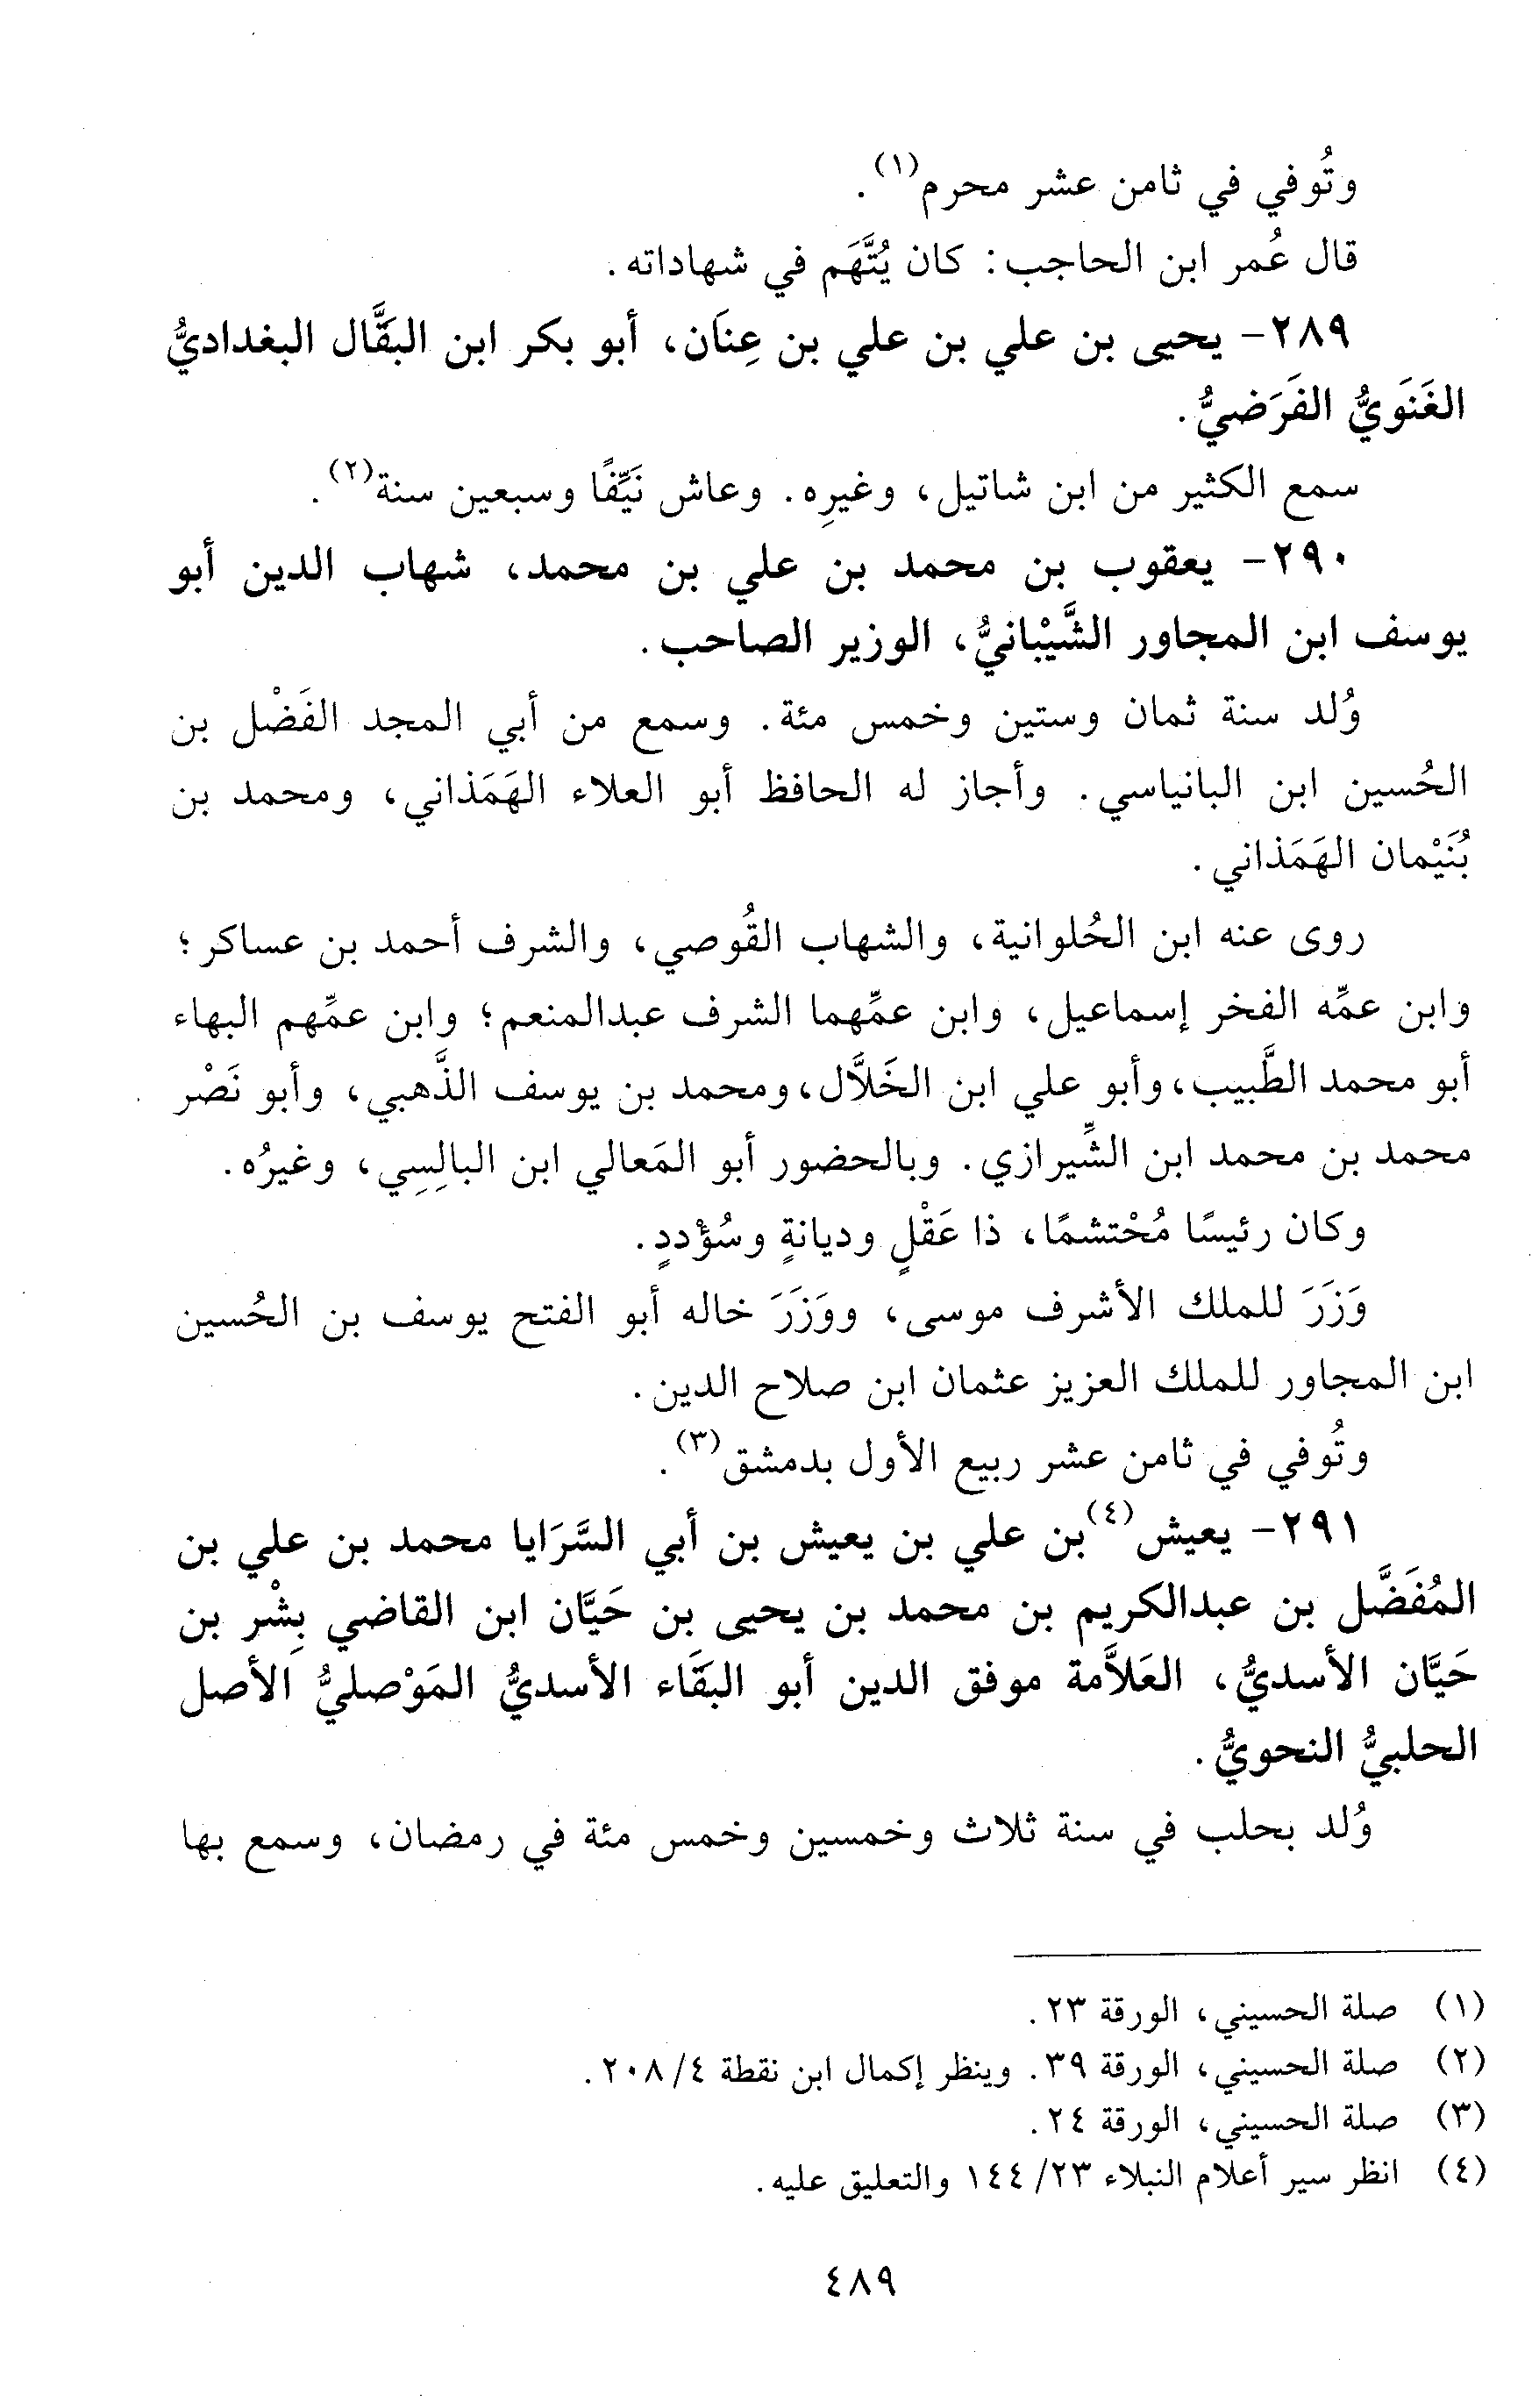 وتُوفي في ثامن عشر محرم(١).
قال عُمر ابن الحاجب: كان يُتَّهَم في شهاداته.
٢٨٩- يحيى بن علي بن علي بن عِنَان، أبو بكر ابن البَقَّال البغداديُّ
الغَنَويُّ الفَرَضيُّ.
سمع الكثير من ابن شاتيل، وغيرِه. وعاش نَيِّفًا وسبعين سنة(٢).
٢٩٠- يعقوب بن محمد بن علي بن محمد، شهاب الدين أبو
يوسف ابن المجاور الشَّيْبانيُّ، الوزير الصاحب.
وُلد سنة ثمان وستين وخمس مئة. وسمع من أبي المجد الفَضْل بن
الحُسين ابن البانياسي. وأجاز له الحافظ أبو العلاء الهَمَذاني، ومحمد بن
بُنَيْمان الهَمَذاني.
روى عنه ابن الحُلوانية، والشهاب القُوصي، والشرف أحمد بن عساكر؛
وابن عمِّه الفخر إسماعيل، وابن عمِّهما الشرف عبدالمنعم؛ وابن عمِّهم البهاء
أبو محمد الطَّبيب، وأبو علي ابن الخَلاَّل، ومحمد بن يوسف الذَّهبي، وأبو نَصْر
محمد بن محمد ابن الشِّيرازي. وبالحضور أبو المَعالي ابن البالِسِي، وغيرُه.
وكان رئيسًا مُحْتشمًا، ذا عَقْلٍ وديانةٍ وسُؤْددٍ.
وَزَرَ للملك الأشرف موسى، ووَزَرَ خاله أبو الفتح يوسف بن الحُسين
ابن المجاور للملك العزيز عثمان ابن صلاح الدين.
وتُوفي في ثامن عشر ربيع الأول بدمشق(٣).
٢٩١- يعيش(٤) بن علي بن يعيش بن أبي السَّرَايا محمد بن علي بن
المُفَضَّل بن عبدالكريم بن محمد بن يحيى بن حَيَّان ابن القاضي بِشْر بن
حَيَّان الأسديُّ، العَلاَّمة موفق الدين أبو البَقَاء الأسديُّ المَوْصليُّ الأصل
الحلبيُّ النحويُّ.
وُلد بحلب في سنة ثلاث وخمسين وخمس مئة في رمضان، وسمع بها
(١) صلة الحسيني، الورقة ٢٣.
(٢) صلة الحسيني، الورقة ٣٩. وينظر إكمال ابن نقطة ٤/ ٢٠٨.
(٣) صلة الحسيني، الورقة ٢٤.
(٤) انظر سير أعلام النبلاء ٢٣/ ١٤٤ والتعليق عليه.
٤٨٩